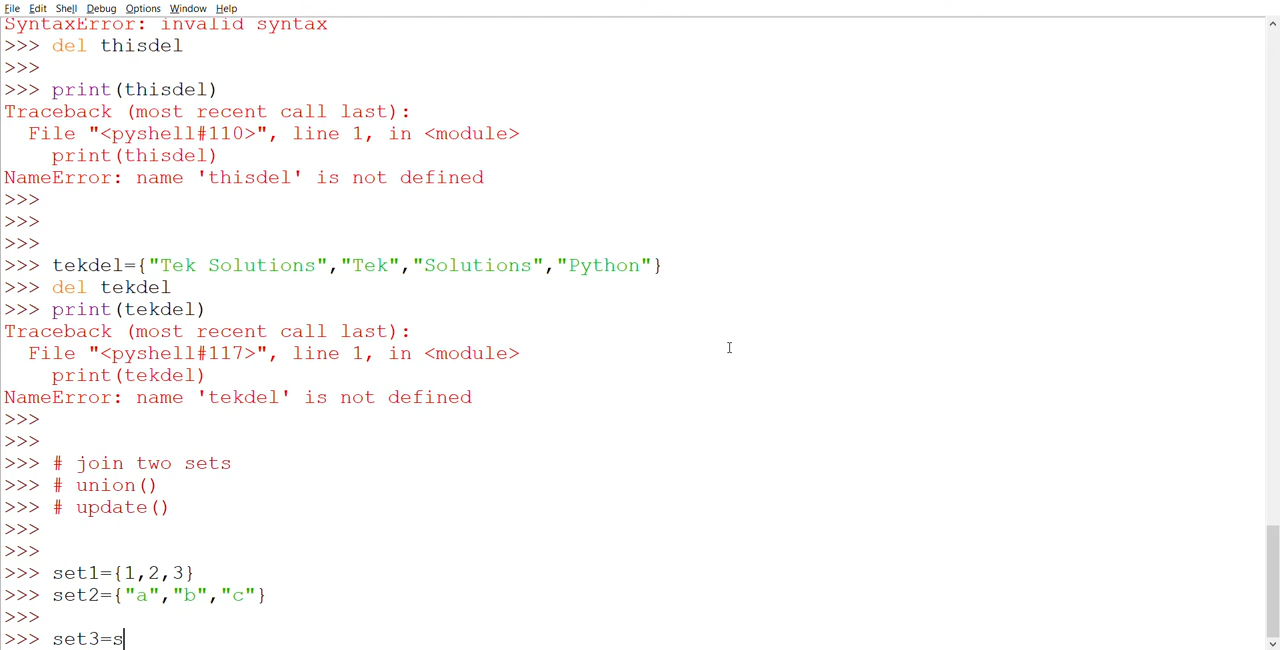 File Edit Shell Debug Options Window Help
SyntaxError: invalid syntax
>>> del thisdel
>>>
>>> print(thisdel)
Traceback (most recent call last):
  File "<pyshell#110>", line 1, in <module>
    print(thisdel)
NameError: name 'thisdel' is not defined
>>>
>>>
>>>
>>> tekdel={"Tek Solutions","Tek","Solutions","Python"}
>>> del tekdel
>>> print(tekdel)
Traceback (most recent call last):
  File "<pyshell#117>", line 1, in <module>
    print(tekdel)
NameError: name 'tekdel' is not defined
>>>
>>>
>>> # join two sets
>>> # union()
>>> # update()
>>>
>>>
>>> set1={1,2,3}
>>> set2={"a","b","c"}
>>>
>>> set3=s